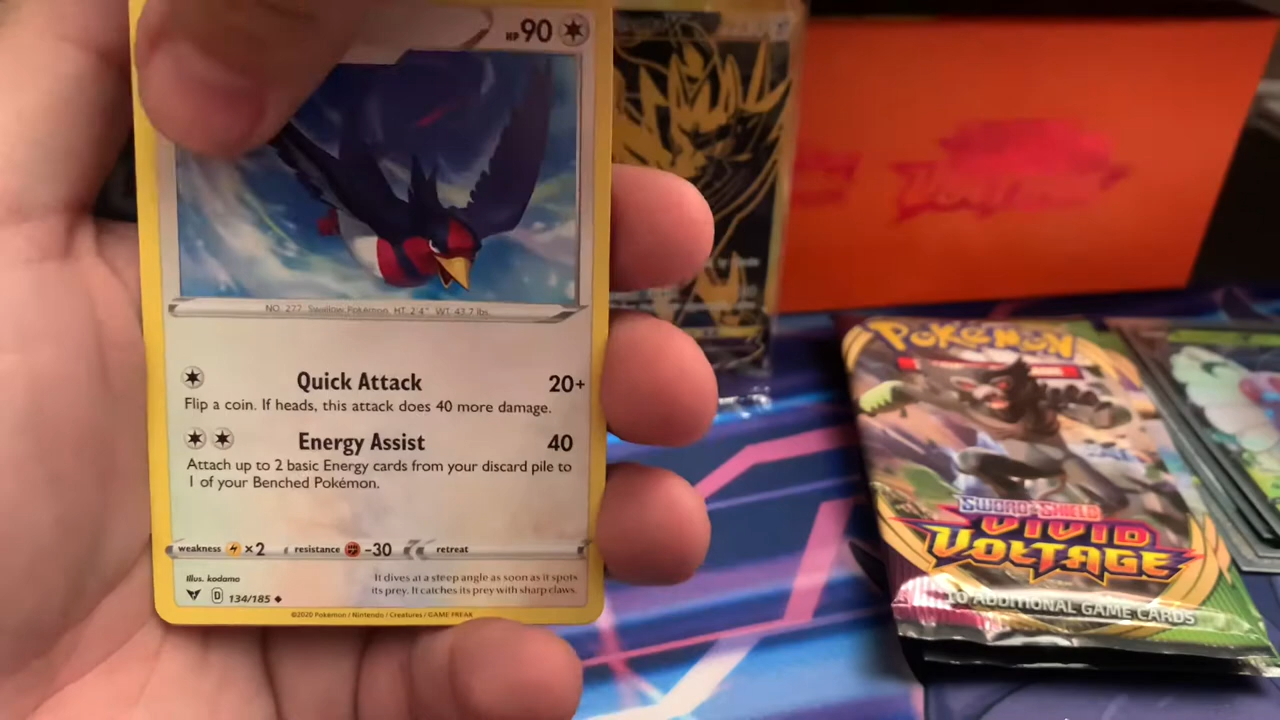 HP 90
NO. 277 Swallow Pokémon HT: 2'4" WT: 43.7 lbs.
Quick Attack 20+
Flip a coin. If heads, this attack does 40 more damage.
Energy Assist 40
Attach up to 2 basic Energy cards from your discard pile to
1 of your Benched Pokémon.
weakness ×2 resistance -30 retreat
Illus. kodama
It dives at a steep angle as soon as it spots
its prey. It catches its prey with sharp claws.
D 134/185
©2020 Pokémon / Nintendo / Creatures / GAME FREAK
POKéMON
SWORD & SHIELD
VIVID
VOLTAGE
10 ADDITIONAL GAME CARDS